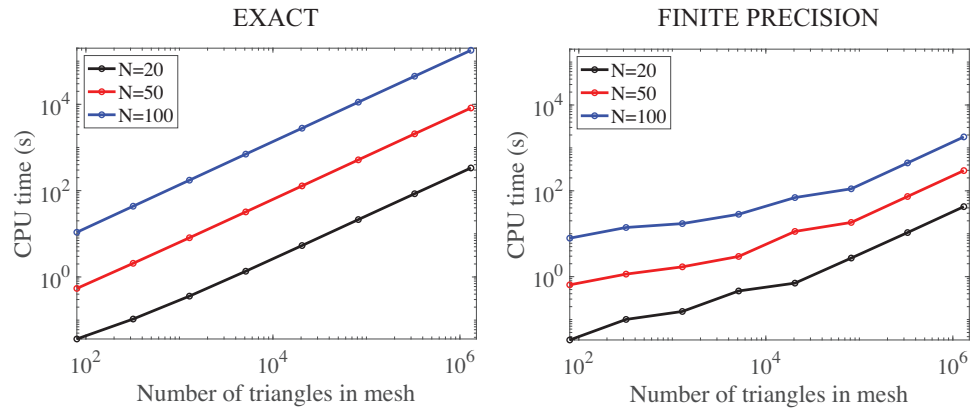 EXACT
N=20
N=50
N=100
10^4
10^2
10^0
CPU time (s)
10^2
10^4
10^6
Number of triangles in mesh
FINITE PRECISION
N=20
N=50
N=100
10^4
10^2
10^0
CPU time (s)
10^2
10^4
10^6
Number of triangles in mesh